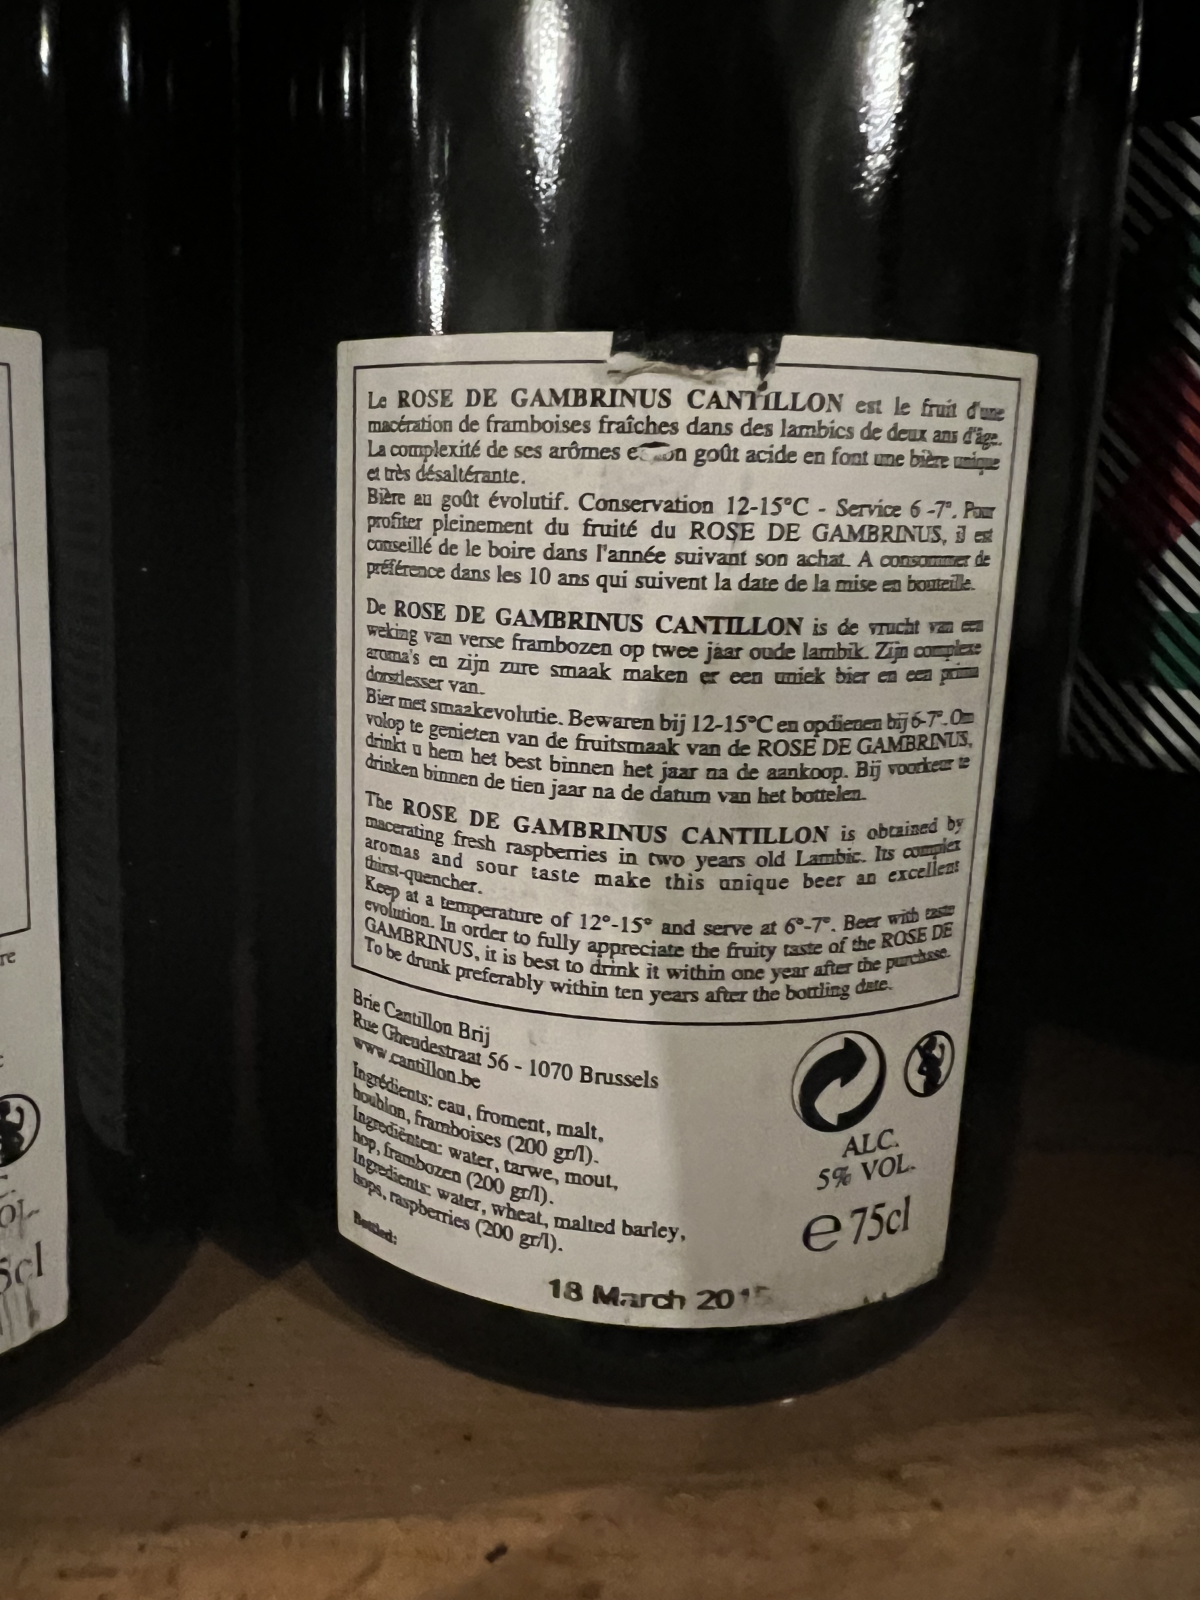 Le ROSE DE GAMBRINUS CANTILLON est le fruit d'une
macération de framboises fraîches dans des lambics de deux ans d'âge.
La complexité de ses arômes goût acide en font une bière unique
et très désaltérante.
Bière au goût évolutif. Conservation 12-15°C - Service 6 -7°. Pour
profiter pleinement du fruité du ROSE DE GAMBRINUS, il est
conseillé de le boire dans l'année suivant son achat. A consommer de
préférence dans les 10 ans qui suivent la date de la mise en bouteille.
De ROSE DE GAMBRINUS CANTILLON is de vrucht van een
weking van verse frambozen op twee jaar oude lambik. Zijn complexe
aroma's en zijn zure smaak maken er een uniek bier en een prima
dorstlesser van.
Bier met smaakevolutie. Bewaren bij 12-15°C en opdienen bij 6-7°. Om
volop te genieten van de fruitsmaak van de ROSE DE GAMBRINUS,
drinkt u hem het best binnen het jaar na de aankoop. Bij voorkeur te
drinken binnen de tien jaar na de datum van het bottelen.
The ROSE DE GAMBRINUS CANTILLON is obtained by
macerating fresh raspberries in two years old Lambic. Its complex
aromas and sour taste make this unique beer an excellent
thirst-quencher.
Keep at a temperature of 12°-15° and serve at 6°-7°. Beer with taste
evolution. In order to fully appreciate the fruity taste of the ROSE DE
GAMBRINUS, it is best to drink it within one year after the purchase.
To be drunk preferably within ten years after the bottling date.
Brie Cantillon Brij
Rue Gheudestraat 56 - 1070 Brussels
www.cantillon.be
Ingrédients: eau, froment, malt,
houblon, framboises (200 gr/l).
Ingrediënten: water, tarwe, mout,
hop, frambozen (200 gr/l).
Ingredients: water, wheat, malted barley,
hops, raspberries (200 gr/l).
Bottled:
18 March 2015
ALC.
5% VOL.
e 75cl